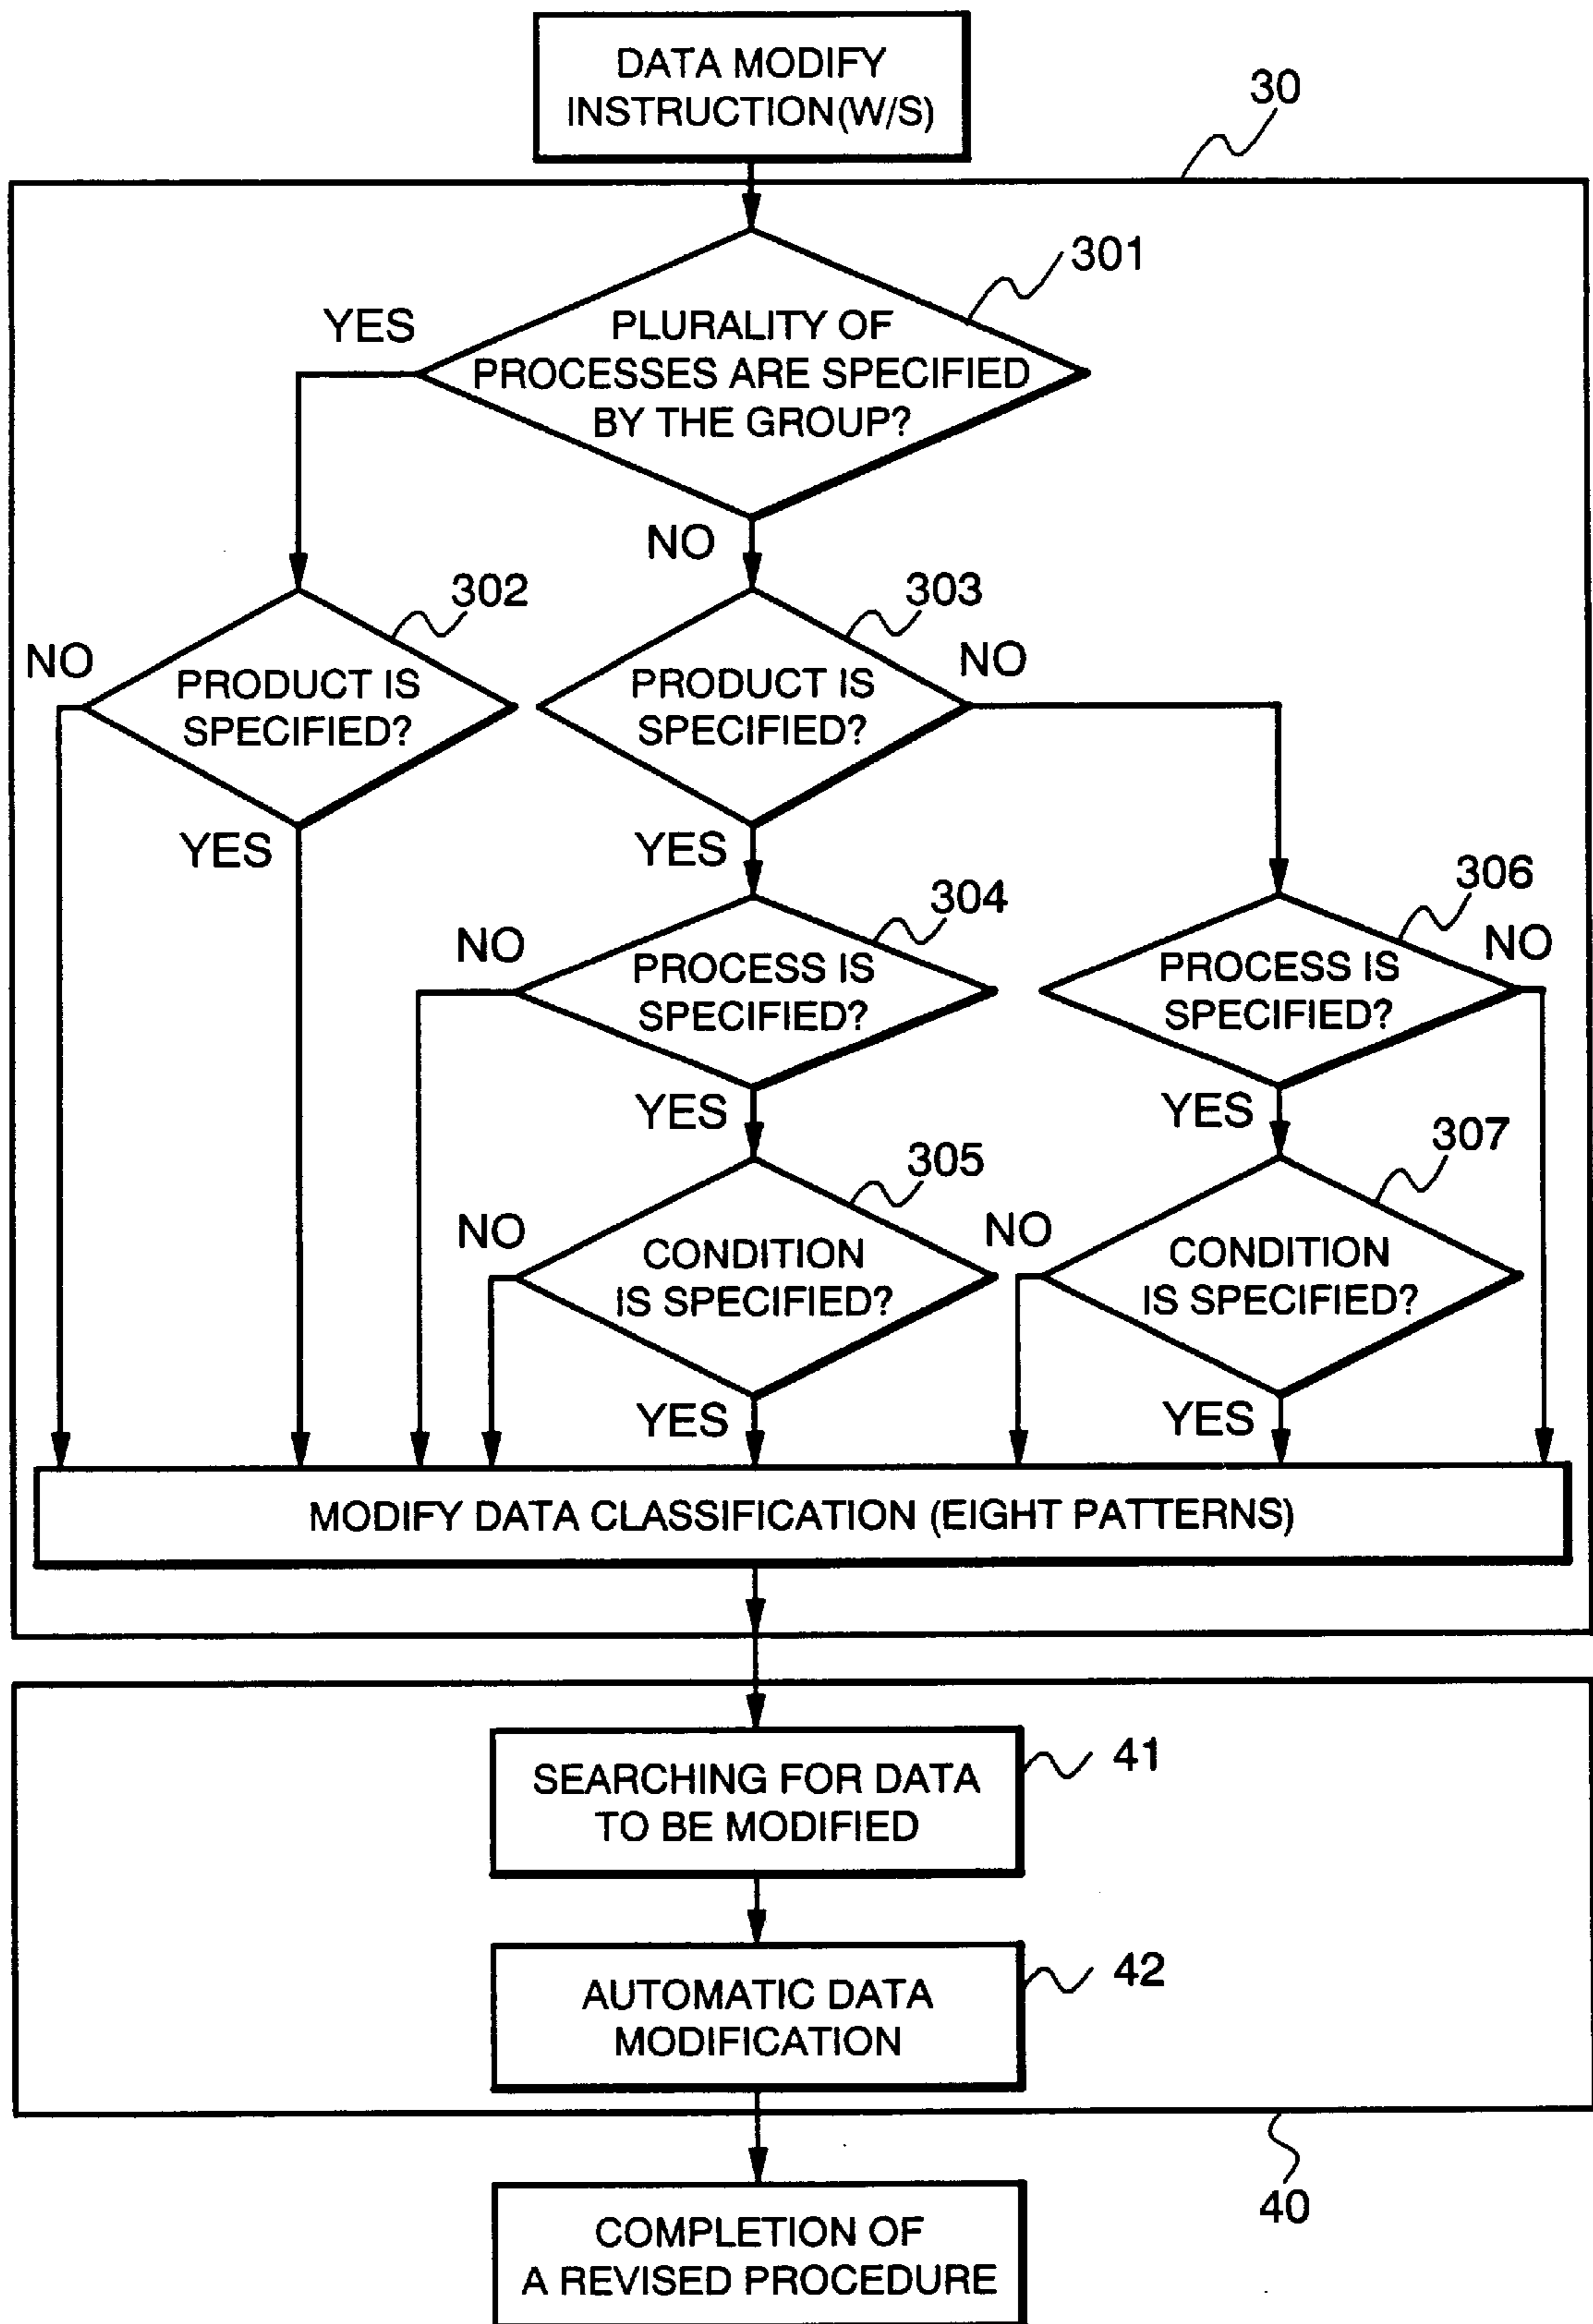 DATA MODIFY
INSTRUCTION(W/S)
30
301
YES
PLURALITY OF
PROCESSES ARE SPECIFIED
BY THE GROUP?
NO
302
303
NO
PRODUCT IS
SPECIFIED?
PRODUCT IS
SPECIFIED?
NO
YES
YES
304
306
NO
PROCESS IS
SPECIFIED?
PROCESS IS
SPECIFIED?
NO
YES
YES
305
307
NO
CONDITION
IS SPECIFIED?
NO
CONDITION
IS SPECIFIED?
YES
YES
MODIFY DATA CLASSIFICATION (EIGHT PATTERNS)
SEARCHING FOR DATA
TO BE MODIFIED
41
AUTOMATIC DATA
MODIFICATION
42
40
COMPLETION OF
A REVISED PROCEDURE